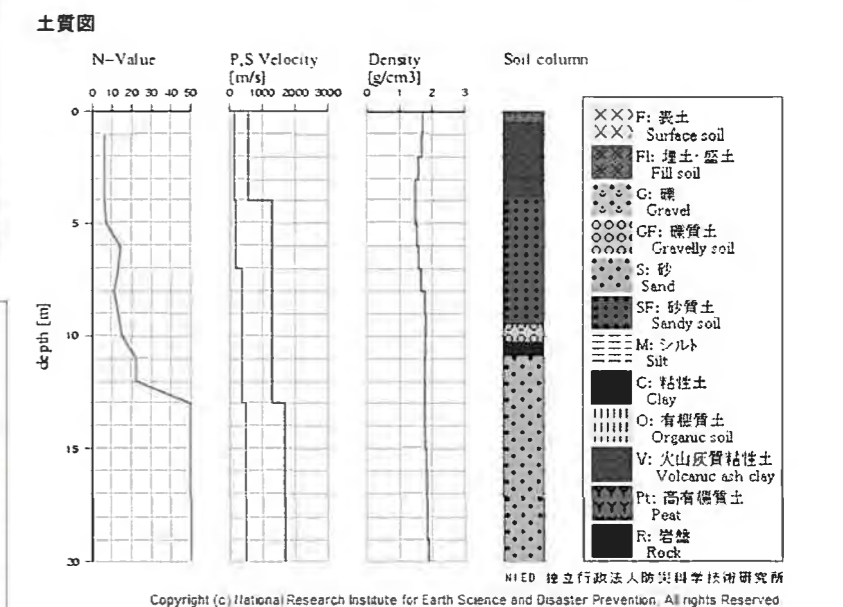 土質図
N-Value
P,S Velocity
[m/s]
Density
[g/cm3]
Soil column
0 10 20 30 40 50
0 1000 2000 3000
0 1 2 3
0
5
10
15
20
depth [m]
F: 表土
Surface soil
Fl: 埋土・盛土
Fill soil
G: 礫
Gravel
GF: 礫質土
Gravelly soil
S: 砂
Sand
SF: 砂質土
Sandy soil
M: シルト
Silt
C: 粘性土
Clay
O: 有機質土
Organic soil
V: 火山灰質粘性土
Volcanic ash clay
Pt: 高有機質土
Peat
R: 岩盤
Rock
NIED 独立行政法人防災科学技術研究所
Copyright (c) National Research Institute for Earth Science and Disaster Prevention, All rights Reserved